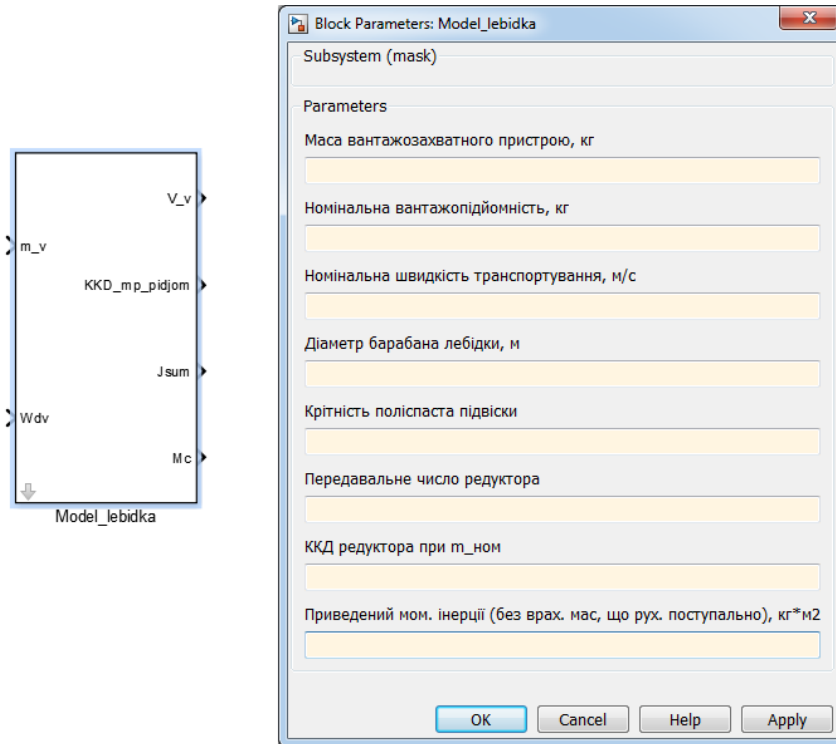 V_v
m_v
KKD_mp_pidjom
Jsum
Wdv
Mc
Model_lebidka
Block Parameters: Model_lebidka
Subsystem (mask)
Parameters
Маса вантажозахватного пристрою, кг
Номінальна вантажопідйомність, кг
Номінальна швидкість транспортування, м/с
Діаметр барабана лебідки, м
Крітність поліспаста підвіски
Передавальне число редуктора
ККД редуктора при m_ном
Приведений мом. інерції (без врах. мас, що рух. поступально), кг*м2
OK Cancel Help Apply